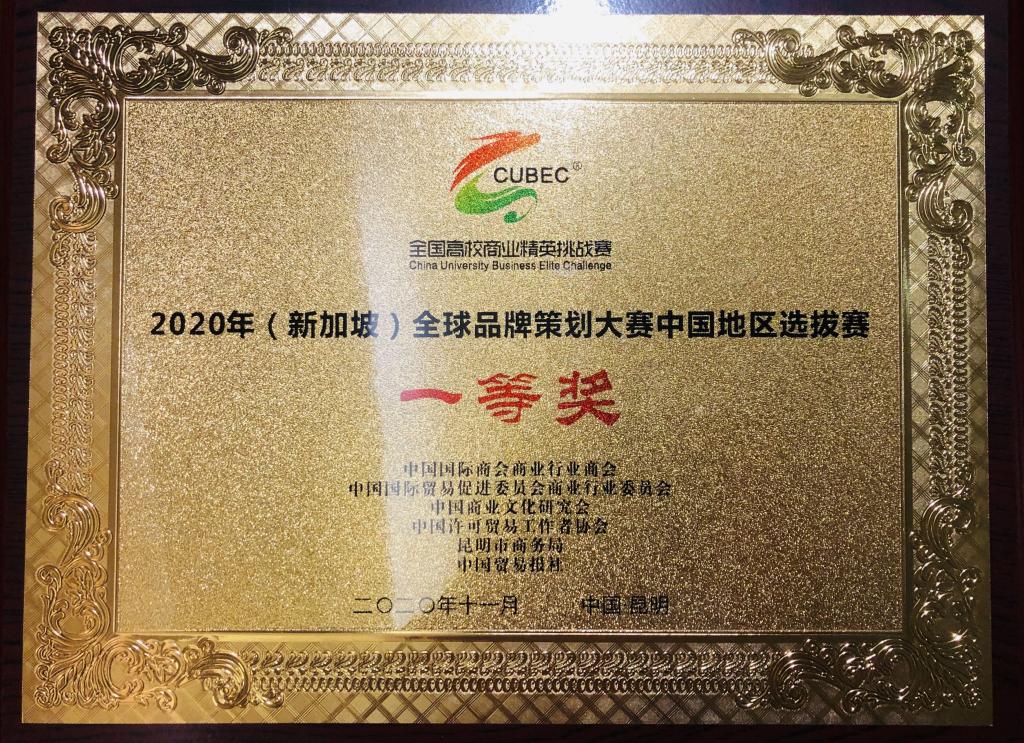 CUBEC®
全国高校商业精英挑战赛
China University Business Elite Challenge
2020年（新加坡）全球品牌策划大赛中国地区选拔赛
一等奖
中国国际商会商业行业商会
中国国际贸易促进委员会商业行业委员会
中国商业文化研究会
中国许可贸易工作者协会
昆明市商务局
中国贸易报社
二〇二〇年十一月 中国·昆明